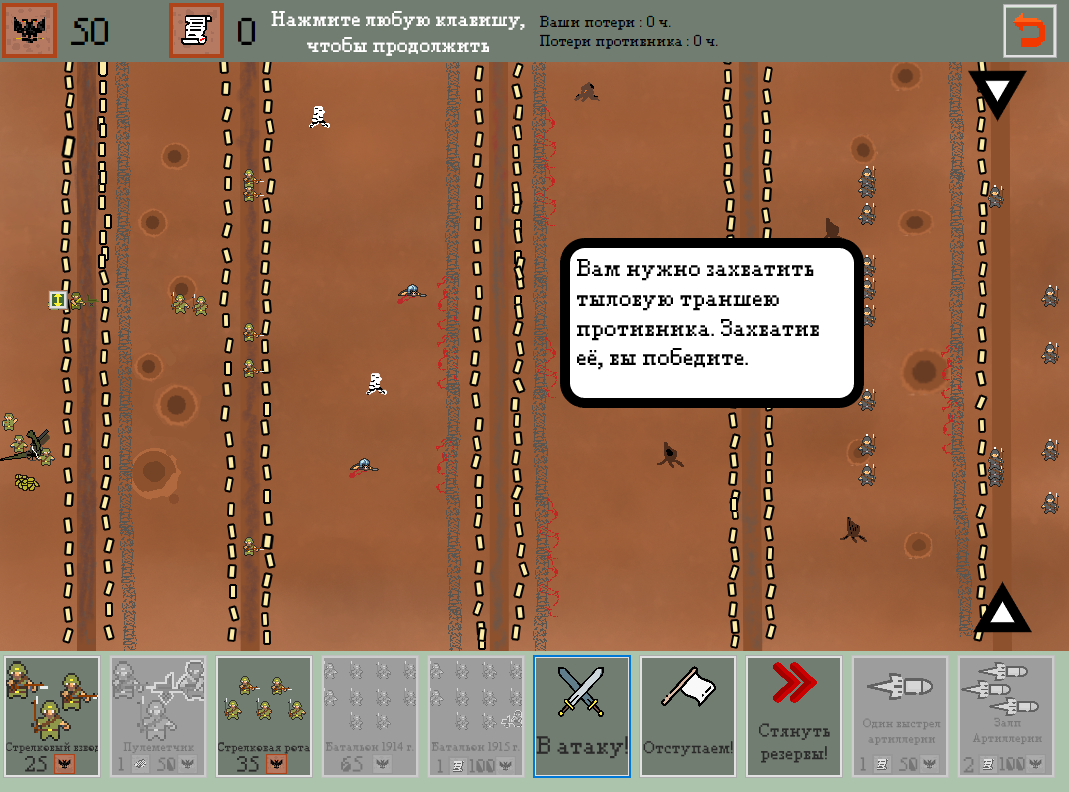 50
0
Нажмите любую клавишу,
чтобы продолжить
Ваши потери : 0 ч.
Потери противника : 0 ч.
Вам нужно захватить
тыловую траншею
противника. Захватив
её, вы победите.
Стрелковый взвод
25
Пулеметчик
1 50
Стрелковая рота
35
Батальон 1914 г.
65
Батальон 1915 г.
1 100
В атаку!
Отступаем!
Стянуть
резервы!
Один выстрел
артиллерии
1 50
Залп
Артиллерии
2 100